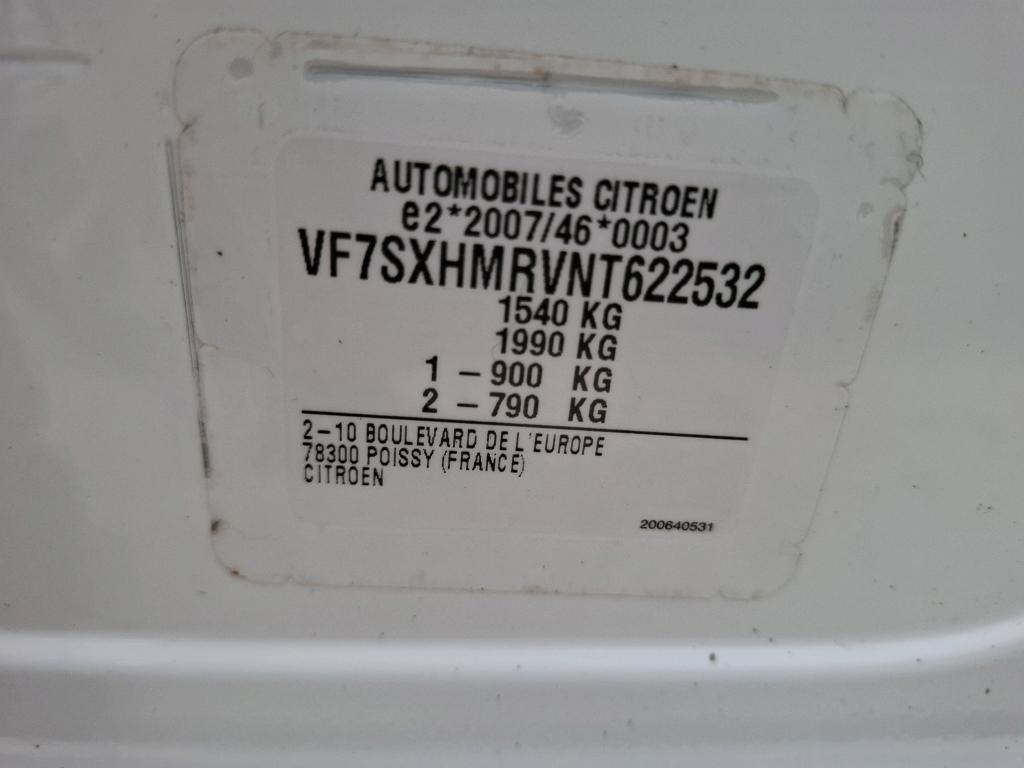 AUTOMOBILES CITROEN
e2*2007/46*0003
VF7SXHMRVNT622532
1540 KG
1990 KG
1 – 900 KG
2 – 790 KG
2–10 BOULEVARD DE L'EUROPE
78300 POISSY (FRANCE)
CITROEN
200640531